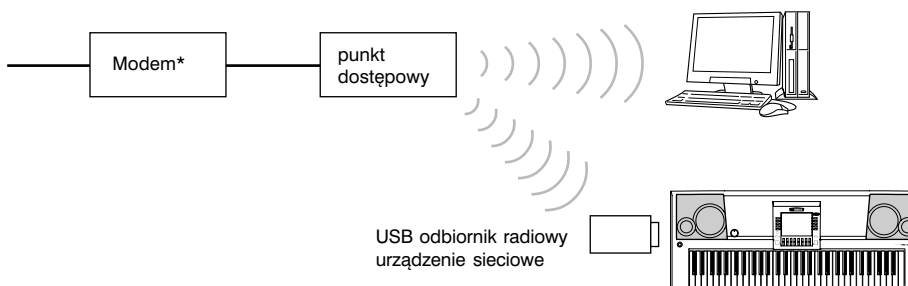 Modem*
punkt
dostępowy
USB odbiornik radiowy
urządzenie sieciowe